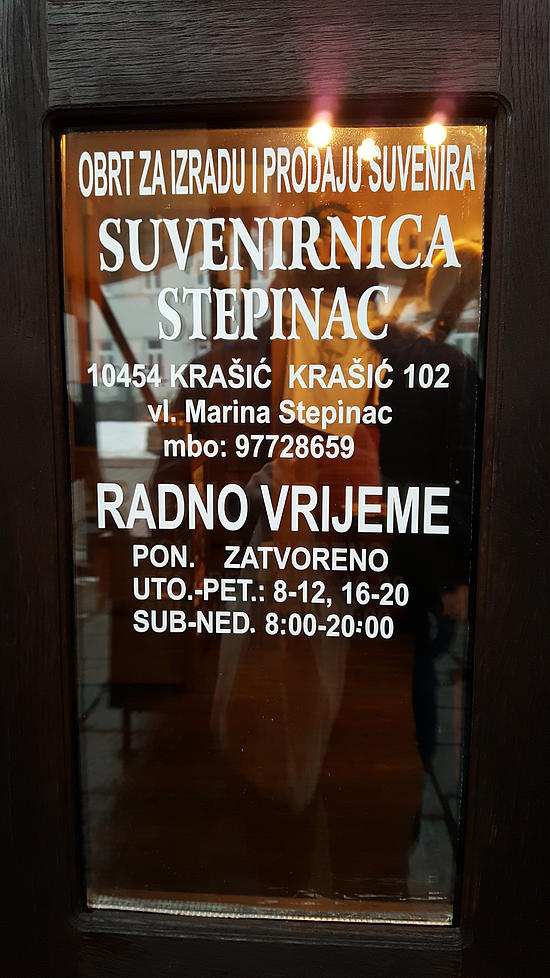 OBRT ZA IZRADU I PRODAJU SUVENIRA
SUVENIRNICA
STEPINAC
10454 KRAŠIĆ KRAŠIĆ 102
vl. Marina Stepinac
mbo: 97728659
RADNO VRIJEME
PON. ZATVORENO
UTO.-PET.: 8-12, 16-20
SUB-NED. 8:00-20:00